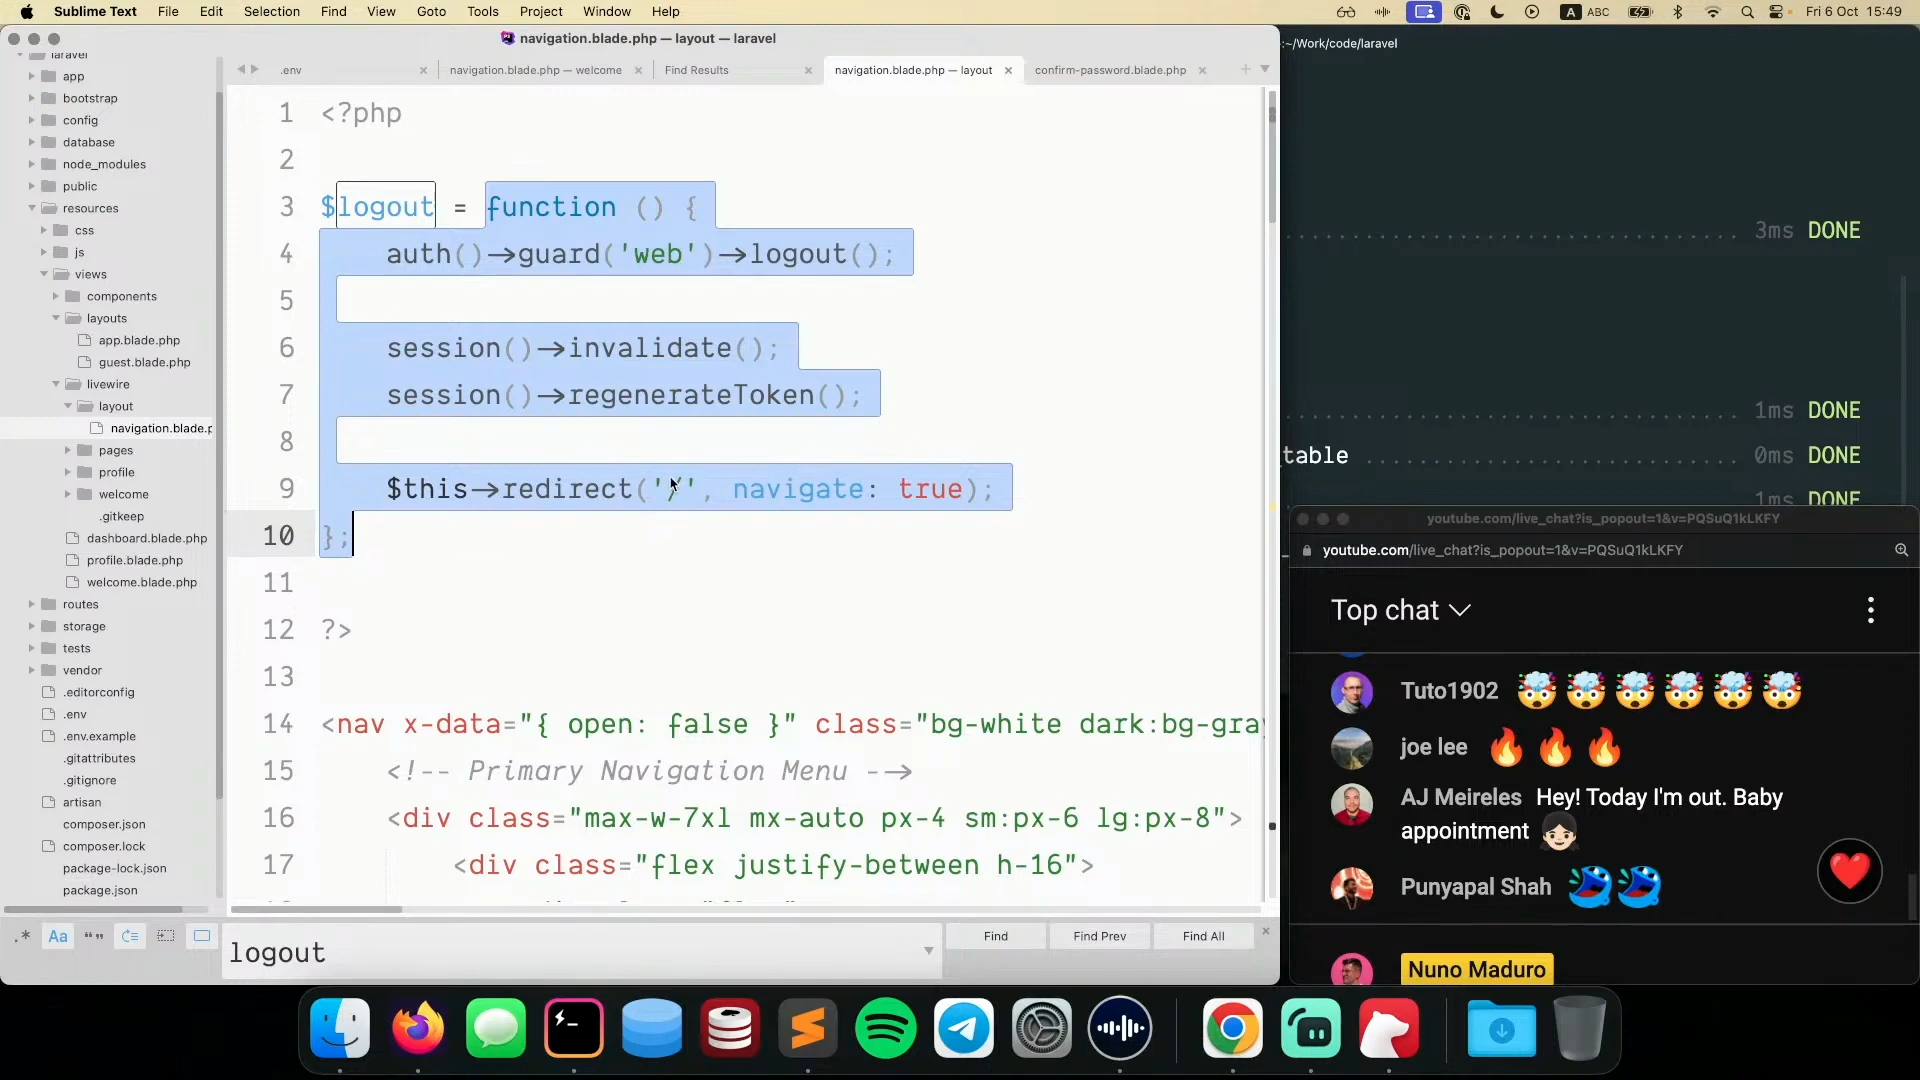 Sublime Text File Edit Selection Find View Goto Tools Project Window Help
A ABC Fri 6 Oct 15:49
navigation.blade.php — layout — laravel
:~/Work/code/laravel
laravel
app
bootstrap
config
database
node_modules
public
resources
css
js
views
components
layouts
app.blade.php
guest.blade.php
livewire
layout
navigation.blade.p
pages
profile
welcome
.gitkeep
dashboard.blade.php
profile.blade.php
welcome.blade.php
routes
storage
tests
vendor
.editorconfig
.env
.env.example
.gitattributes
.gitignore
artisan
composer.json
composer.lock
package-lock.json
package.json
.env
navigation.blade.php — welcome
Find Results
navigation.blade.php — layout
confirm-password.blade.php
1 <?php
2
3 $logout = function () {
4 auth()->guard('web')->logout();
5
6 session()->invalidate();
7 session()->regenerateToken();
8
9 $this->redirect('/', navigate: true);
10 };
11
12 ?>
13
14 <nav x-data="{ open: false }" class="bg-white dark:bg-gra
15 <!-- Primary Navigation Menu -->
16 <div class="max-w-7xl mx-auto px-4 sm:px-6 lg:px-8">
17 <div class="flex justify-between h-16">
.* Aa “”
logout
Find Find Prev Find All
3ms DONE
1ms DONE
table 0ms DONE
1ms DONE
youtube.com/live_chat?is_popout=1&v=PQSuQ1kLKFY
youtube.com/live_chat?is_popout=1&v=PQSuQ1kLKFY
Top chat
Tuto1902 🤯🤯🤯🤯🤯🤯
joe lee 🔥🔥🔥
AJ Meireles Hey! Today I'm out. Baby
appointment 👧🏻
Punyapal Shah
Nuno Maduro